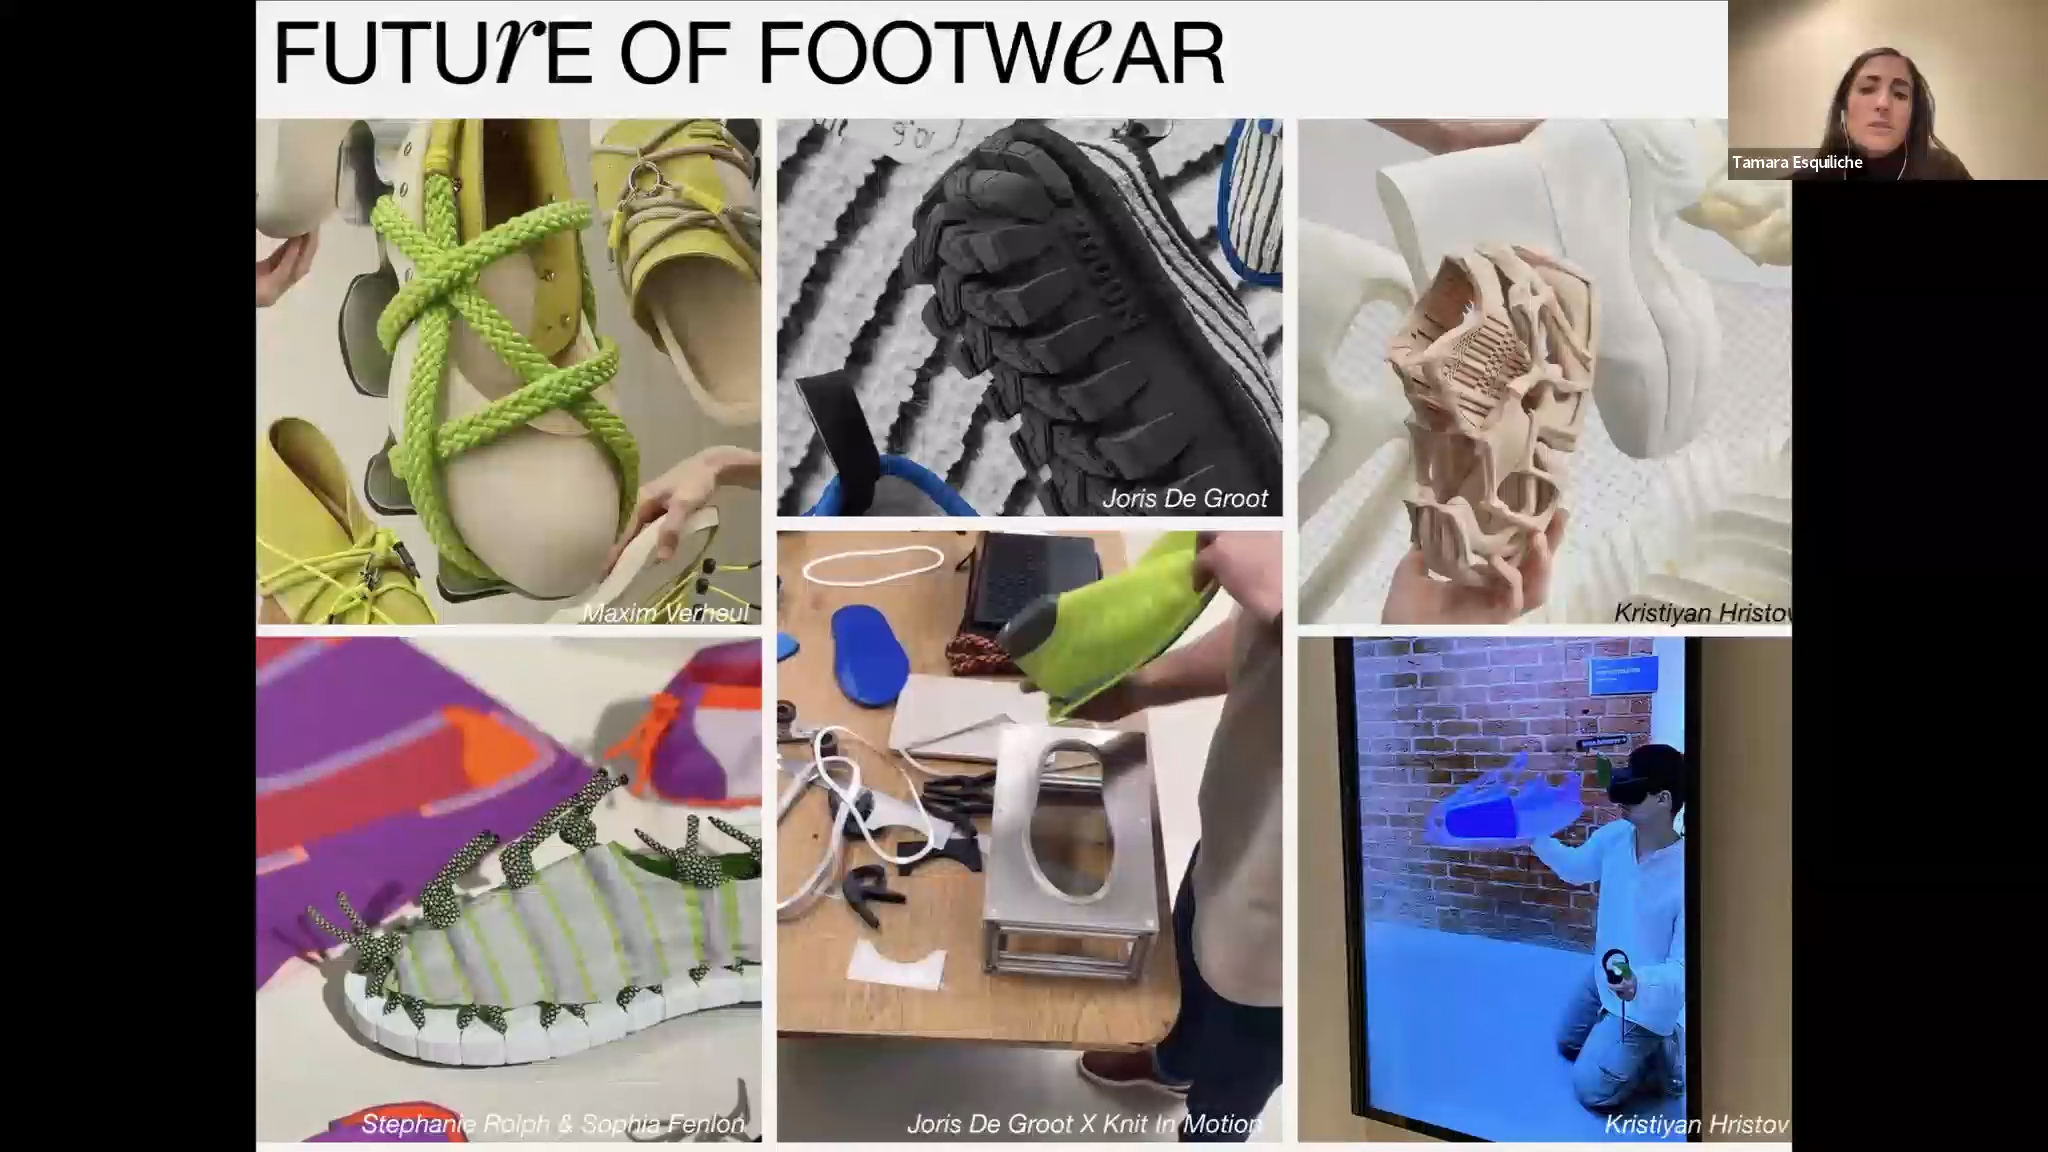 FUTUrE OF FOOTWeAR
Tamara Esquiliche
Joris De Groot
Maxim Verheul
Kristiyan Hristov
Stephanie Rolph & Sophia Fenlon
Joris De Groot X Knit In Motion
Kristiyan Hristov